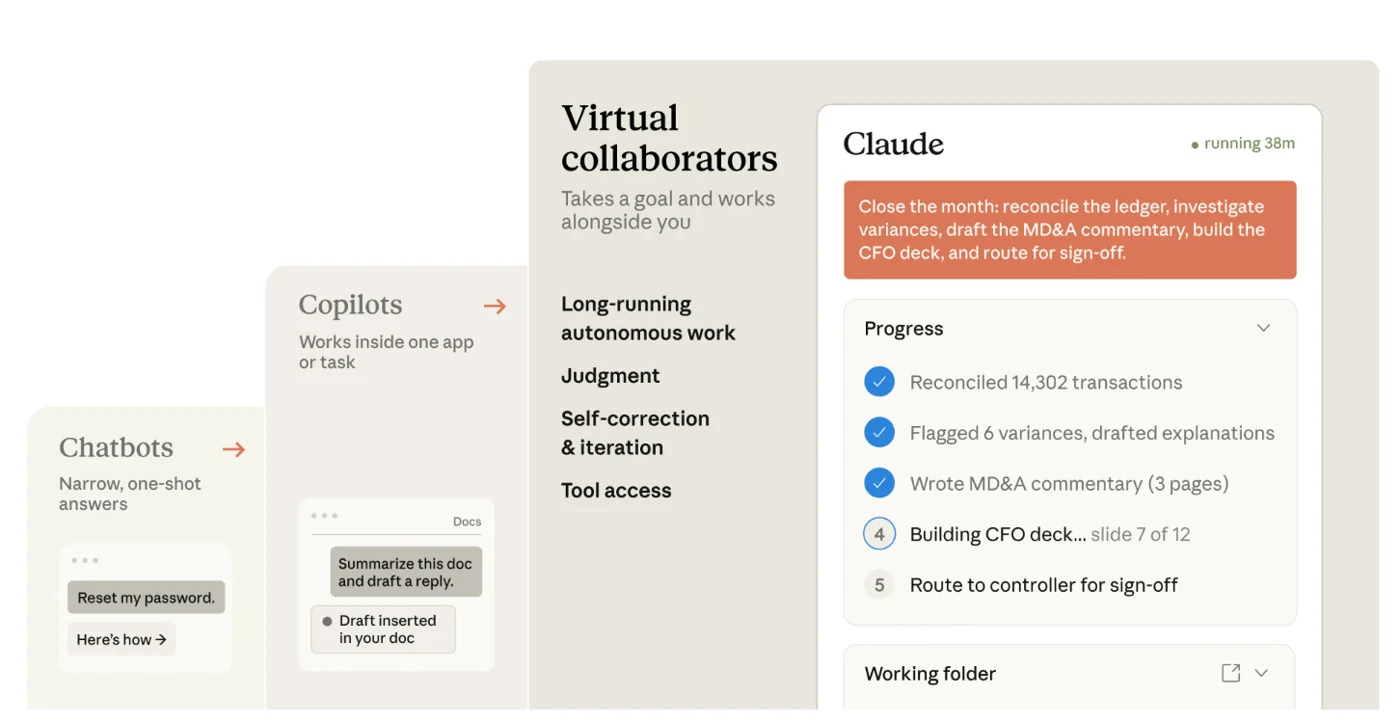 Virtual
collaborators
Takes a goal and works
alongside you
Long-running
autonomous work
Judgment
Self-correction
& iteration
Tool access
Claude
● running 38m
Close the month: reconcile the ledger, investigate
variances, draft the MD&A commentary, build the
CFO deck, and route for sign-off.
Progress
Reconciled 14,302 transactions
Flagged 6 variances, drafted explanations
Wrote MD&A commentary (3 pages)
4 Building CFO deck... slide 7 of 12
5 Route to controller for sign-off
Working folder
Copilots →
Works inside one app
or task
Docs
Summarize this doc
and draft a reply.
Draft inserted
in your doc
Chatbots →
Narrow, one-shot
answers
Reset my password.
Here's how →